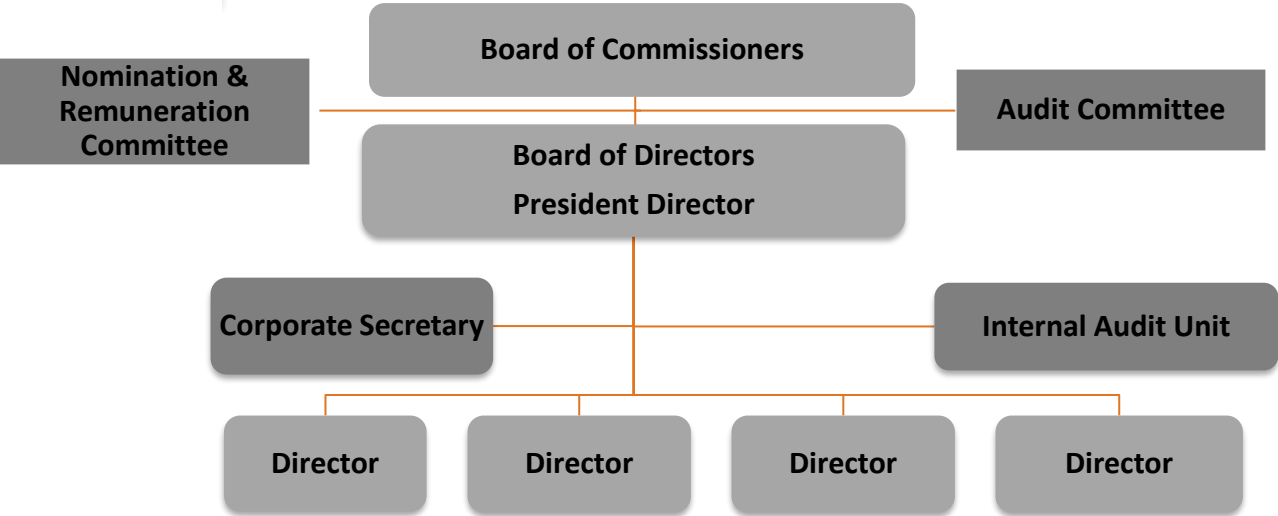 Board of Commissioners
Nomination &
Remuneration
Committee
Audit Committee
Board of Directors
President Director
Corporate Secretary
Internal Audit Unit
Director
Director
Director
Director